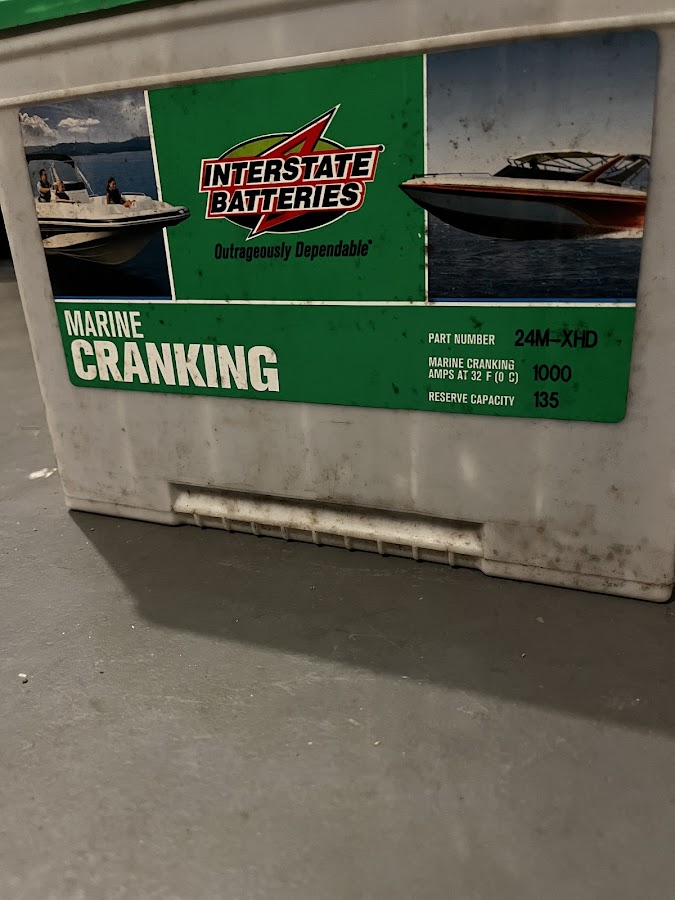 INTERSTATE
BATTERIES
Outrageously Dependable
MARINE
CRANKING
PART NUMBER 24M-XHD
MARINE CRANKING
AMPS AT 32 F (0 C) 1000
RESERVE CAPACITY 135